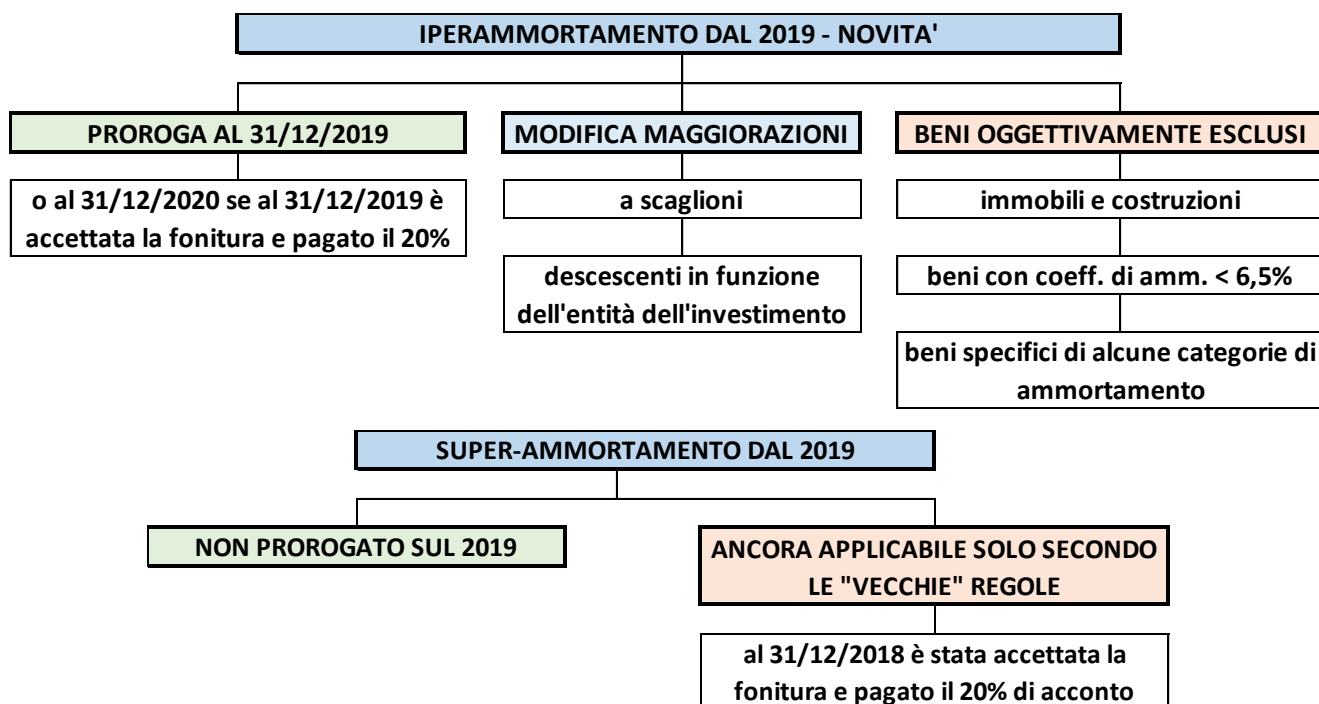 IPERAMMORTAMENTO DAL 2019 - NOVITA'
PROROGA AL 31/12/2019
MODIFICA MAGGIORAZIONI
BENI OGGETTIVAMENTE ESCLUSI
o al 31/12/2020 se al 31/12/2019 è
accettata la fonitura e pagato il 20%
a scaglioni
immobili e costruzioni
descescenti in funzione
dell'entità dell'investimento
beni con coeff. di amm. < 6,5%
beni specifici di alcune categorie di
ammortamento
SUPER-AMMORTAMENTO DAL 2019
NON PROROGATO SUL 2019
ANCORA APPLICABILE SOLO SECONDO
LE "VECCHIE" REGOLE
al 31/12/2018 è stata accettata la
fonitura e pagato il 20% di acconto